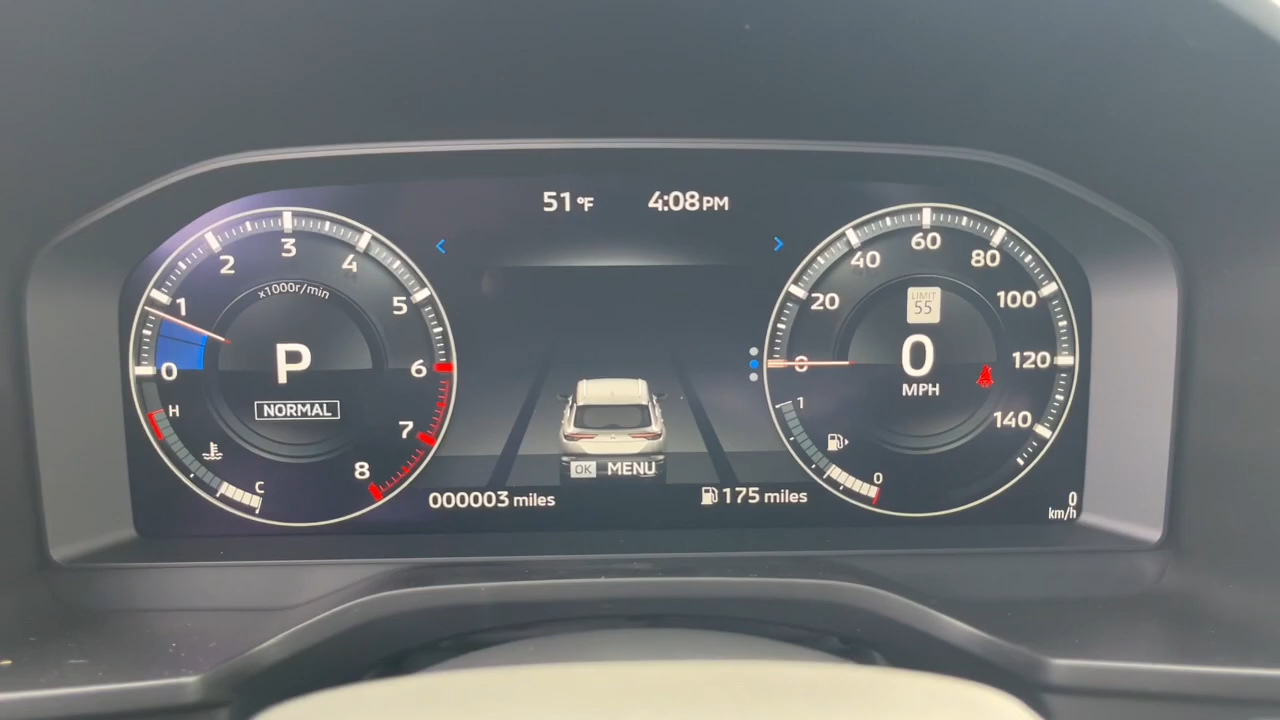 51 °F 4:08 PM
3
2
4
1
5
x1000r/min
P
0
6
NORMAL
H
7
8
C
60
40
80
20
100
LIMIT
55
0
0
120
MPH
1
140
0
OK MENU
000003 miles
175 miles
0
km/h